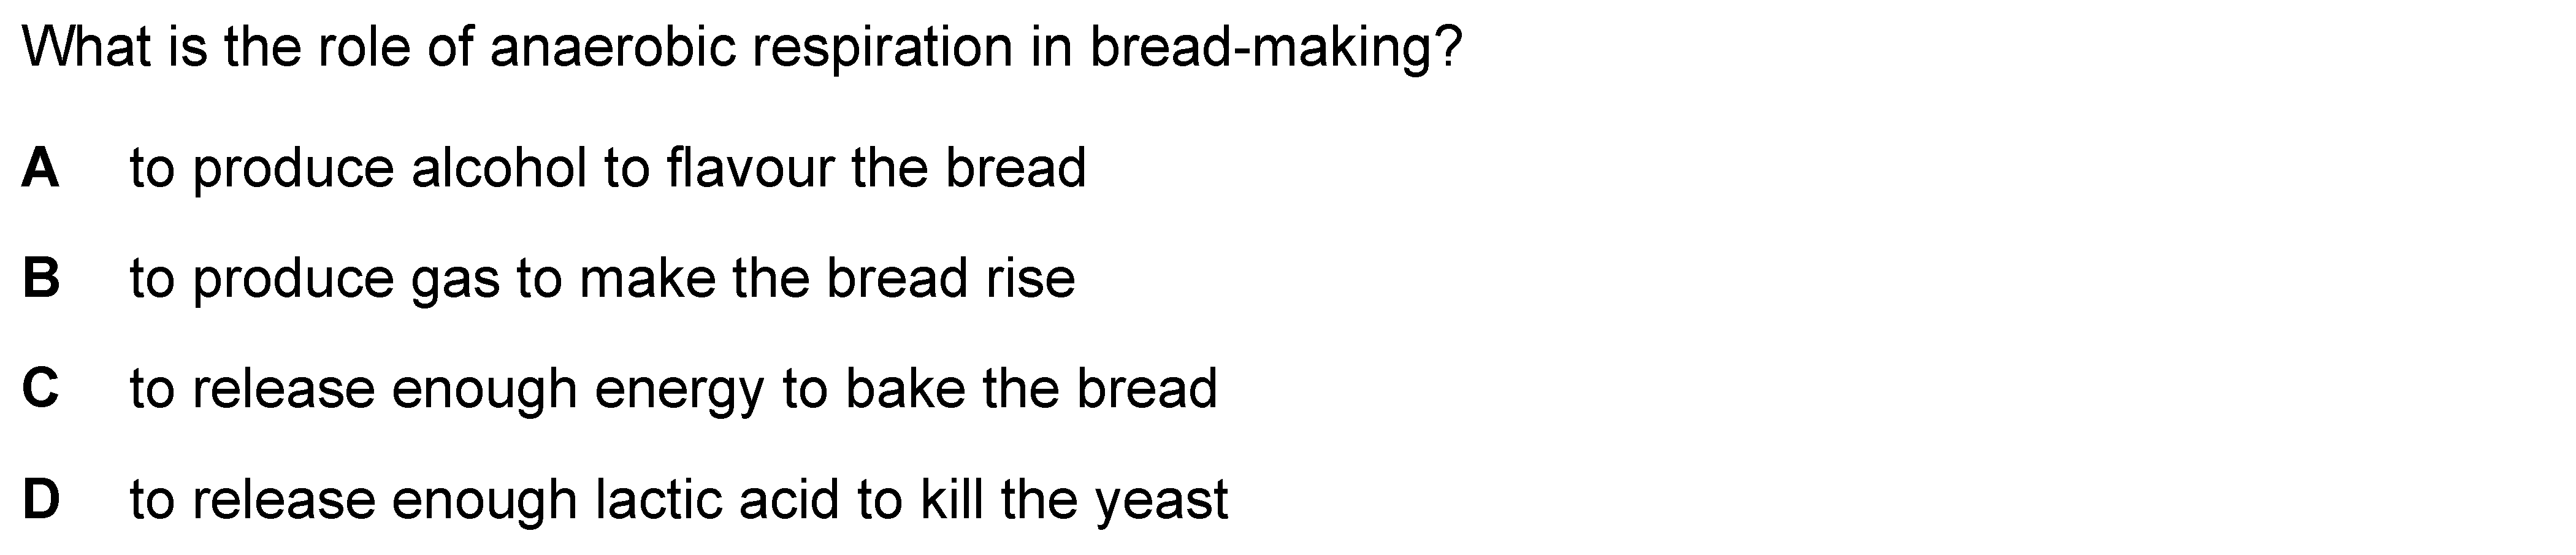 What is the role of anaerobic respiration in bread-making?
A to produce alcohol to flavour the bread
B to produce gas to make the bread rise
C to release enough energy to bake the bread
D to release enough lactic acid to kill the yeast